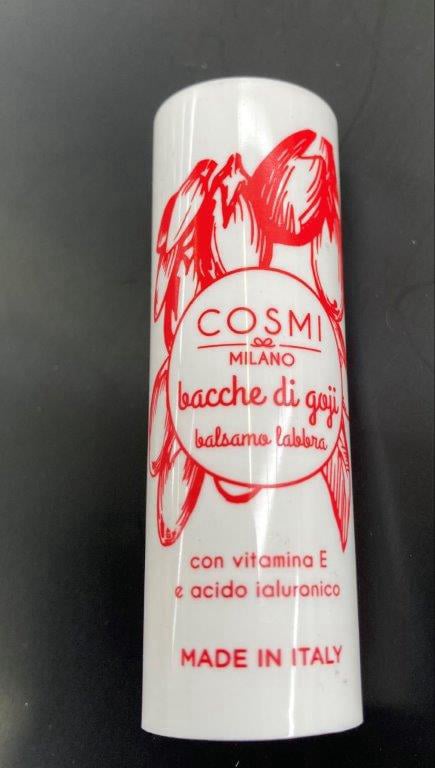 COSMI
MILANO
bacche di goji
balsamo labbra
con vitamina E
e acido ialuronico
MADE IN ITALY